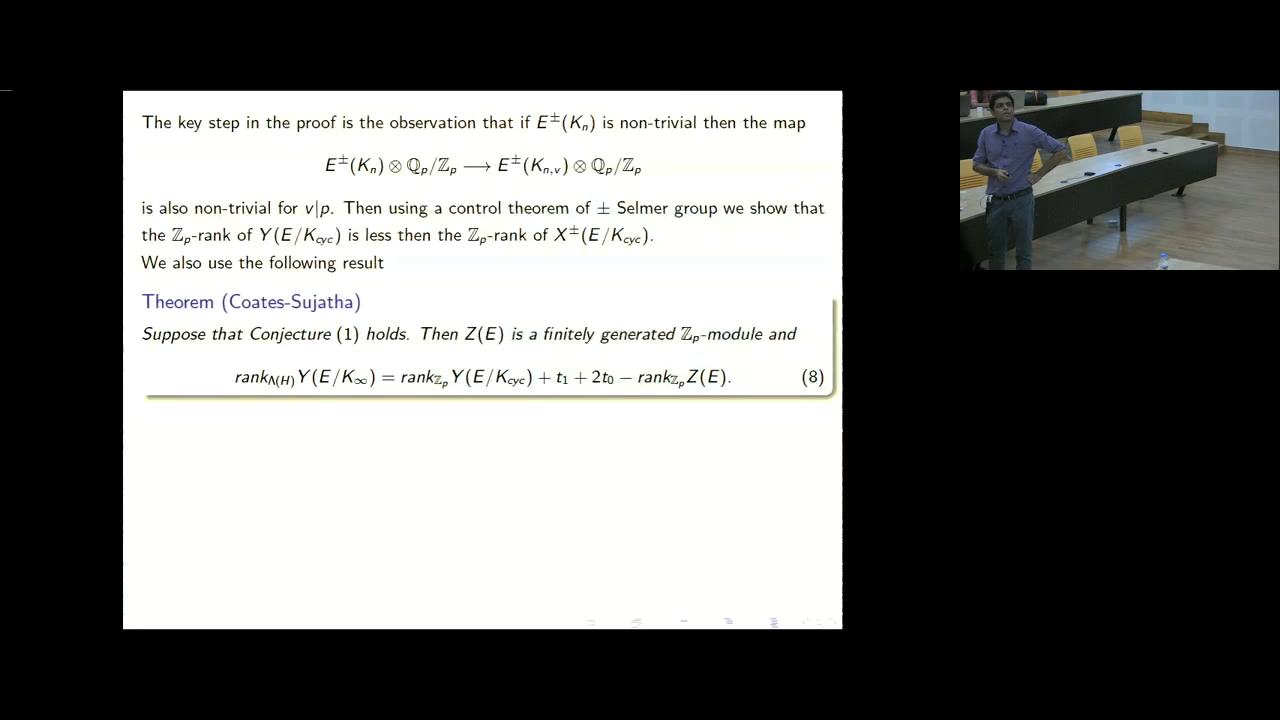 The key step in the proof is the observation that if E^±(K_n) is non-trivial then the map
E^±(K_n) ⊗ ℚ_p/ℤ_p ⟶ E^±(K_{n,v}) ⊗ ℚ_p/ℤ_p
is also non-trivial for v|p. Then using a control theorem of ± Selmer group we show that
the ℤ_p-rank of Y(E/K_cyc) is less then the ℤ_p-rank of X^±(E/K_cyc).
We also use the following result
Theorem (Coates-Sujatha)
Suppose that Conjecture (1) holds. Then Z(E) is a finitely generated ℤ_p-module and
rank_{Λ(H)} Y(E/K_∞) = rank_{ℤ_p} Y(E/K_cyc) + t_1 + 2t_0 − rank_{ℤ_p} Z(E). (8)